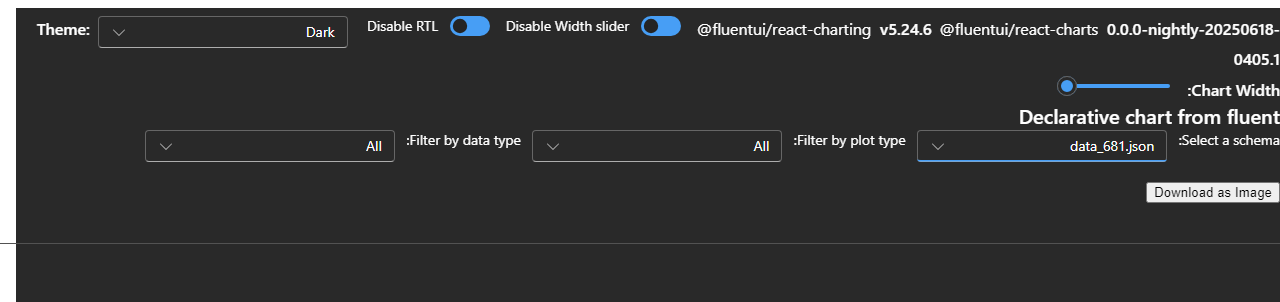 Theme: Dark Disable RTL Disable Width slider @fluentui/react-charting v5.24.6 @fluentui/react-charts 0.0.0-nightly-20250618-
0405.1
:Chart Width
Declarative chart from fluent
:Select a schema data_681.json :Filter by plot type All :Filter by data type All
Download as Image